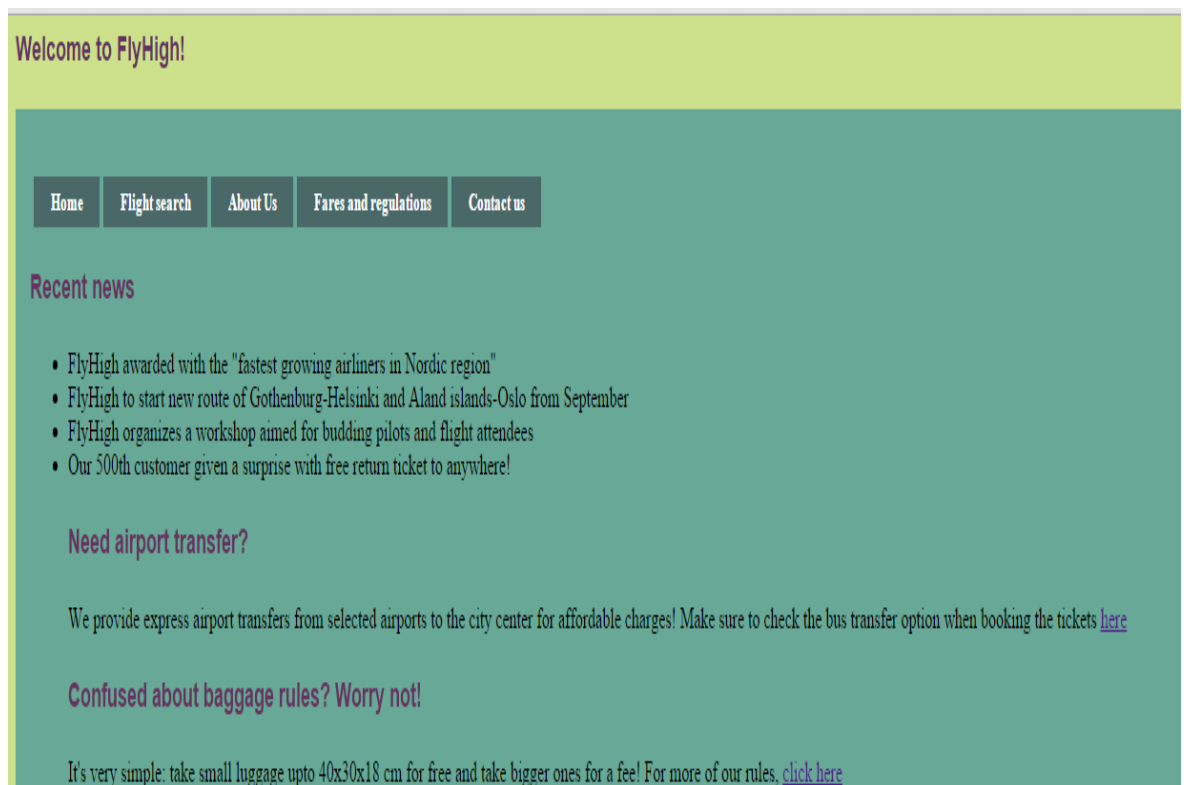 Welcome to FlyHigh!
Home Flight search About Us Fares and regulations Contact us
Recent news
FlyHigh awarded with the "fastest growing airliners in Nordic region"
FlyHigh to start new route of Gothenburg-Helsinki and Aland islands-Oslo from September
FlyHigh organizes a workshop aimed for budding pilots and flight attendees
Our 500th customer given a surprise with free return ticket to anywhere!
Need airport transfer?
We provide express airport transfers from selected airports to the city center for affordable charges! Make sure to check the bus transfer option when booking the tickets here
Confused about baggage rules? Worry not!
It's very simple: take small luggage upto 40x30x18 cm for free and take bigger ones for a fee! For more of our rules, click here